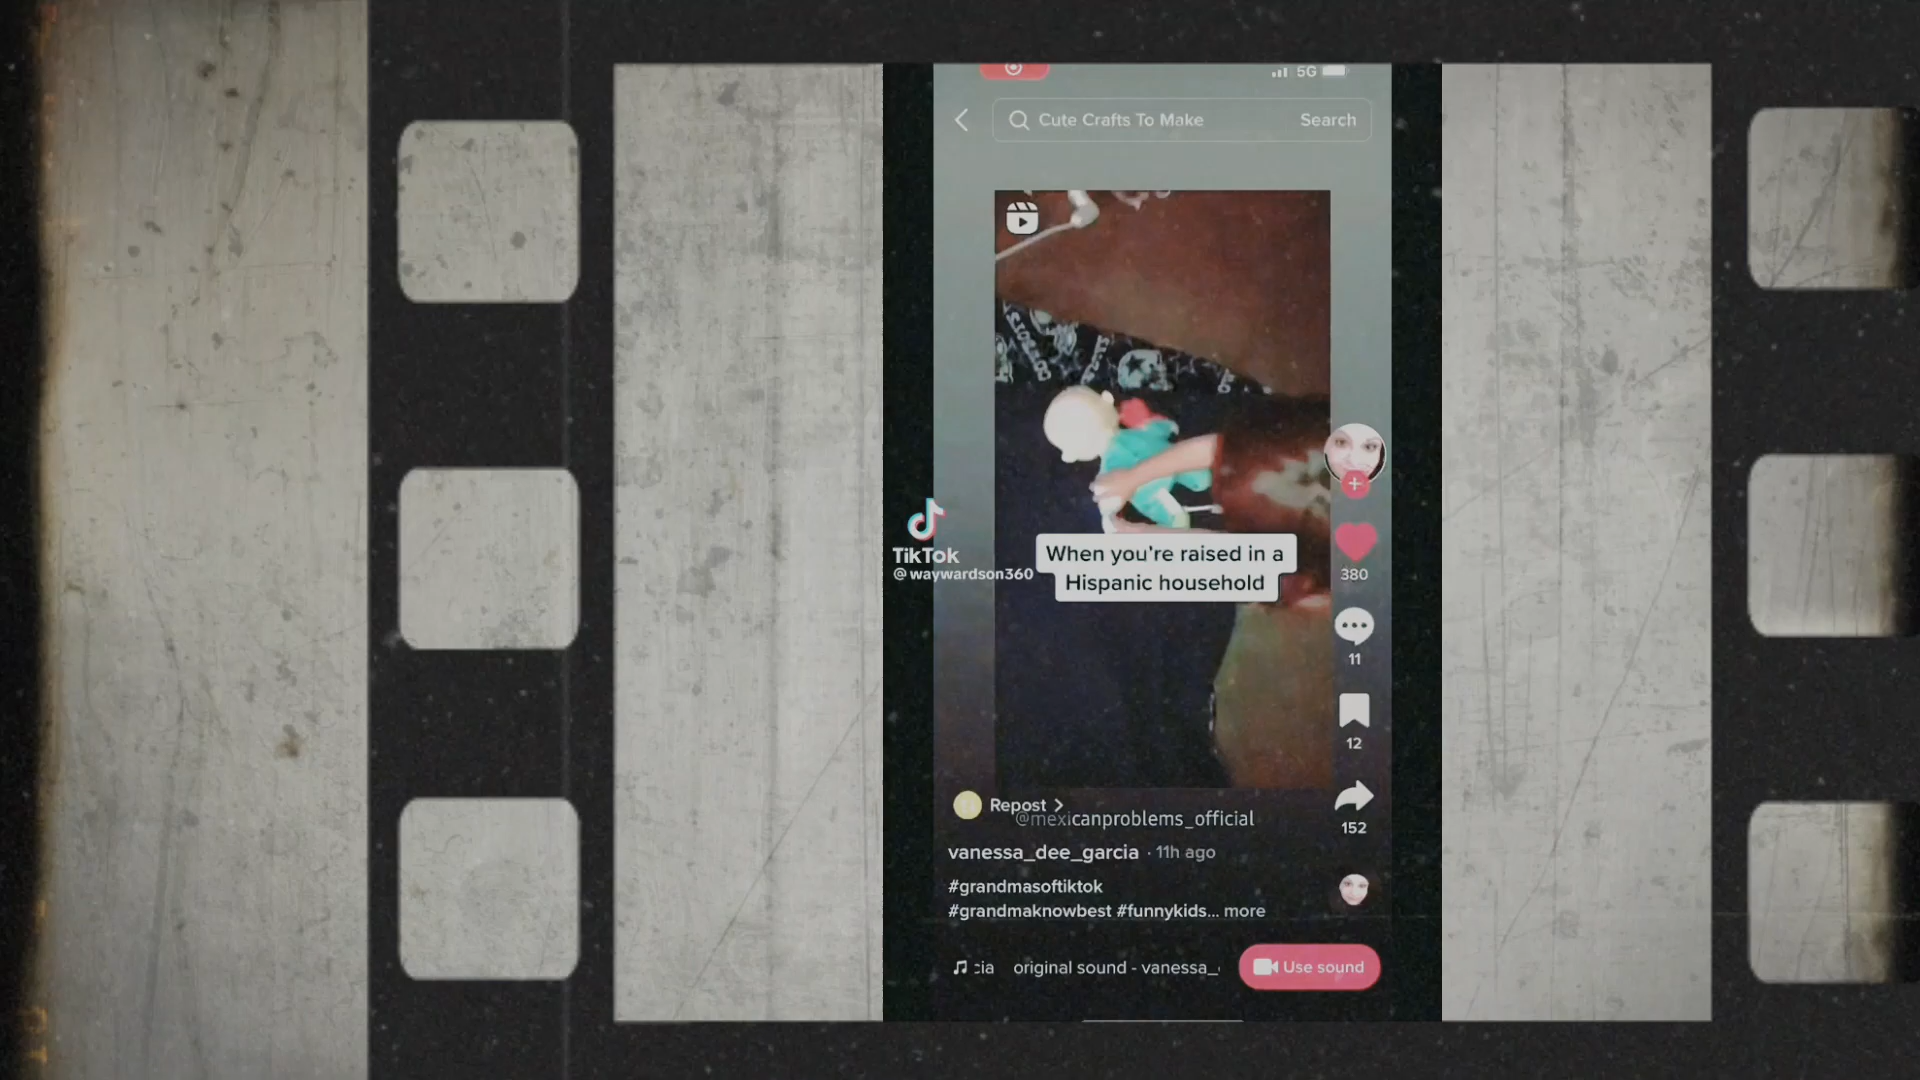 5G
Cute Crafts To Make
Search
TikTok
@waywardson360
When you're raised in a
Hispanic household
380
11
12
152
Repost >
@mexicanproblems_official
vanessa_dee_garcia · 11h ago
#grandmasoftiktok
#grandmaknowbest #funnykids... more
cia original sound - vanessa_
Use sound